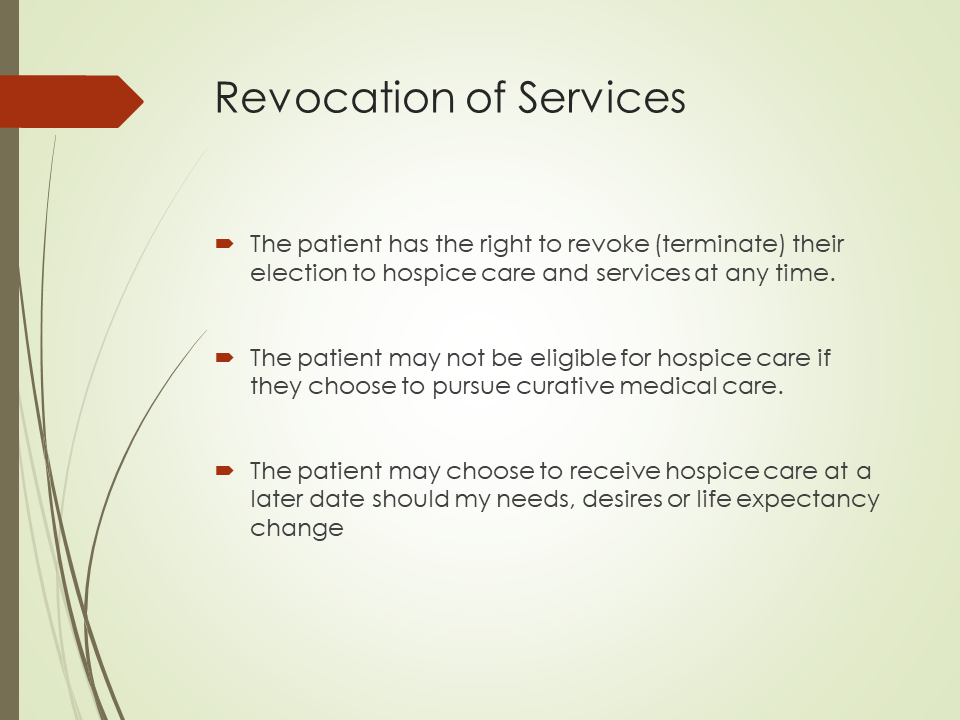 Revocation of Services
The patient has the right to revoke (terminate) their
election to hospice care and services at any time.
The patient may not be eligible for hospice care if
they choose to pursue curative medical care.
The patient may choose to receive hospice care at a
later date should my needs, desires or life expectancy
change